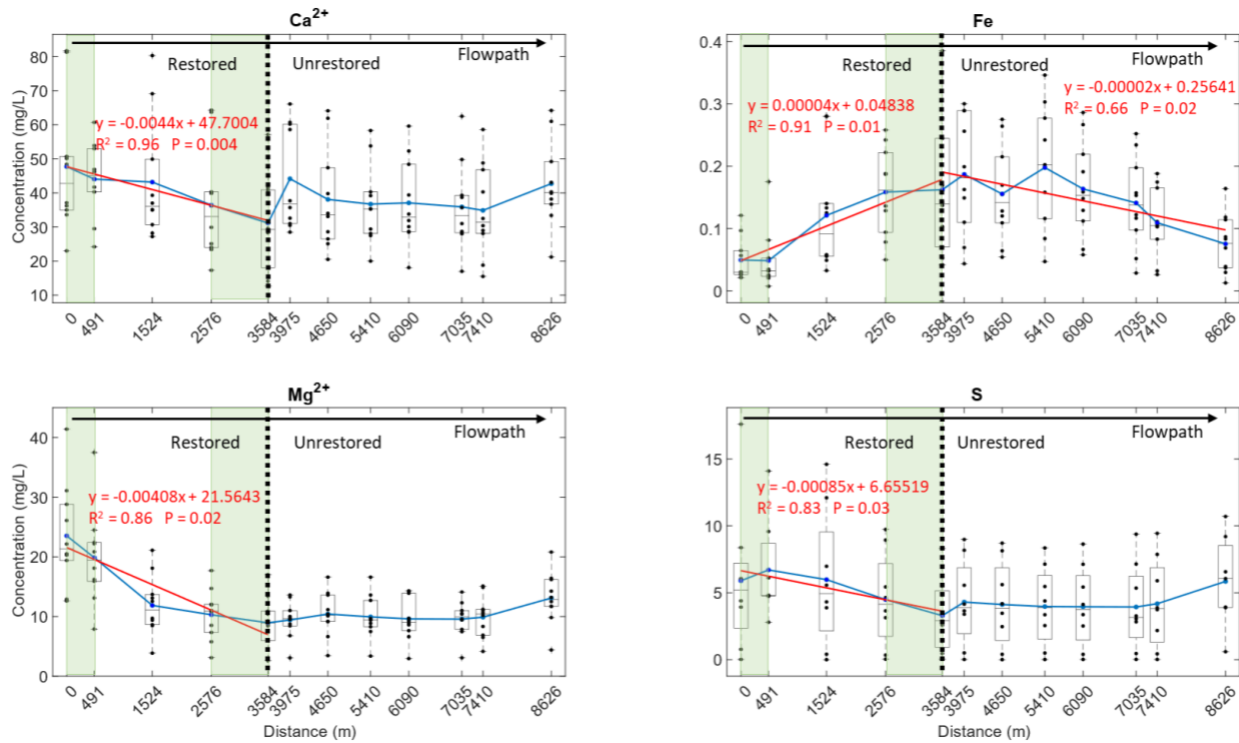 Ca2+
Concentration (mg/L)
80
70
60
50
40
30
20
10
Restored
Unrestored
Flowpath
y = -0.0044x + 47.7004
R2 = 0.96 P = 0.004
0 491 1524 2576 3584 3975 4650 5410 6090 7035 7410 8626
Fe
0.4
0.3
0.2
0.1
0
Restored
Unrestored
Flowpath
y = 0.00004x + 0.04838
R2 = 0.91 P = 0.01
y = -0.00002x + 0.25641
R2 = 0.66 P = 0.02
0 491 1524 2576 3584 3975 4650 5410 6090 7035 7410 8626
Mg2+
Concentration (mg/L)
40
30
20
10
0
Restored
Unrestored
Flowpath
y = -0.00408x + 21.5643
R2 = 0.86 P = 0.02
0 491 1524 2576 3584 3975 4650 5410 6090 7035 7410 8626
Distance (m)
S
15
10
5
0
Restored
Unrestored
Flowpath
y = -0.00085x + 6.65519
R2 = 0.83 P = 0.03
0 491 1524 2576 3584 3975 4650 5410 6090 7035 7410 8626
Distance (m)